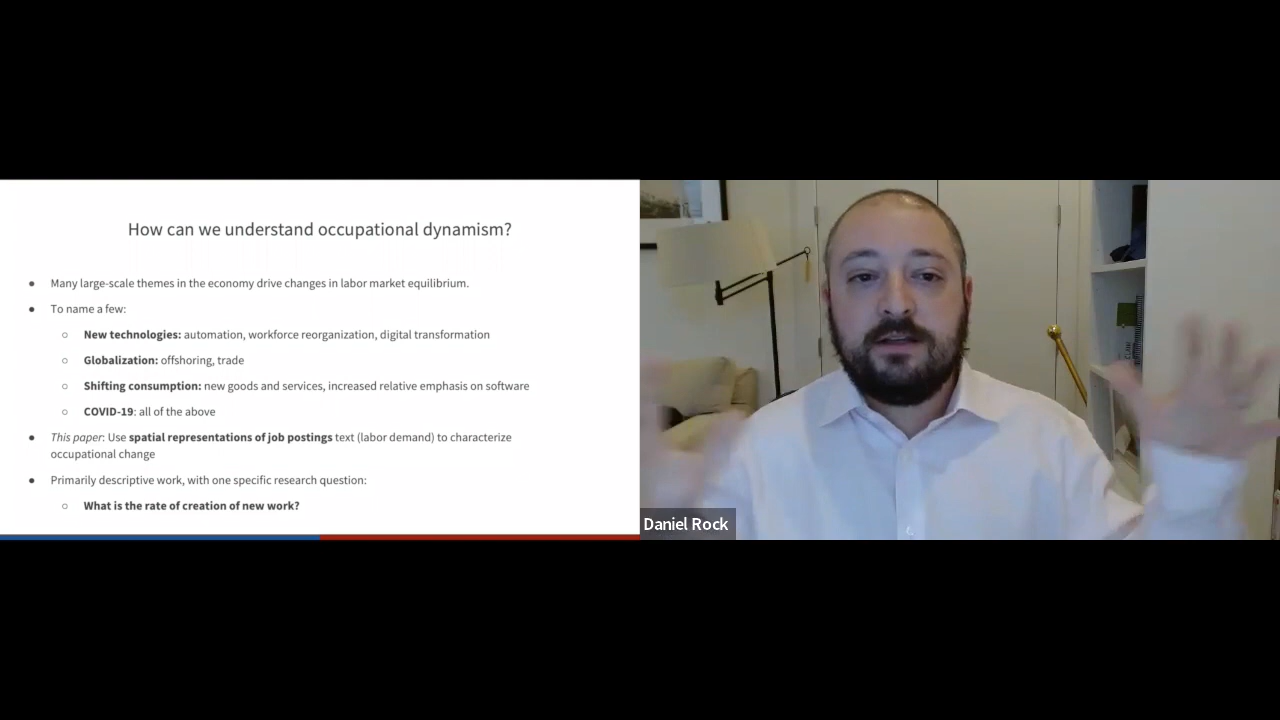 How can we understand occupational dynamism?
● Many large-scale themes in the economy drive changes in labor market equilibrium.
● To name a few:
○ New technologies: automation, workforce reorganization, digital transformation
○ Globalization: offshoring, trade
○ Shifting consumption: new goods and services, increased relative emphasis on software
○ COVID-19: all of the above
● This paper: Use spatial representations of job postings text (labor demand) to characterize
occupational change
● Primarily descriptive work, with one specific research question:
○ What is the rate of creation of new work?
Daniel Rock